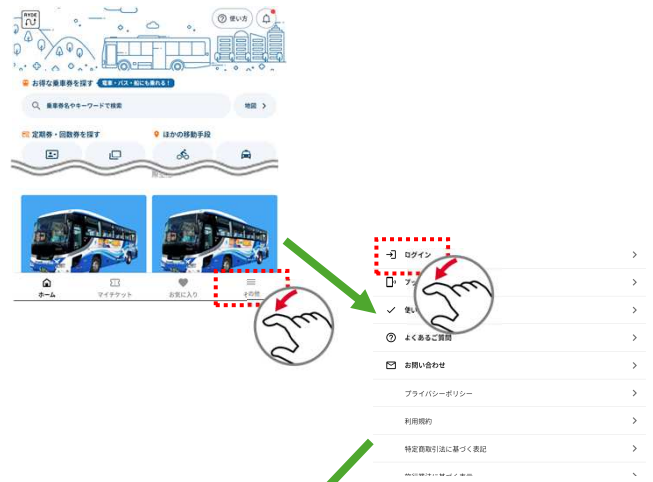 RYDE
使い方
お得な乗車券を探す
電車・バス・船にも乗れる！
乗車券名やキーワードで検索
地図
定期券・回数券を探す
ほかの移動手段
ホーム
マイチケット
お気に入り
その他
ログイン
使い
よくあるご質問
お問い合わせ
プライバシーポリシー
利用規約
特定商取引法に基づく表記